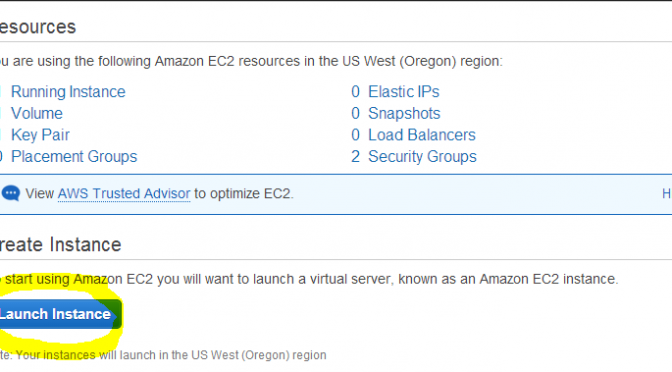 esources
ou are using the following Amazon EC2 resources in the US West (Oregon) region:
Running Instance
0 Elastic IPs
Volume
0 Snapshots
Key Pair
0 Load Balancers
0 Placement Groups
2 Security Groups
View AWS Trusted Advisor to optimize EC2.
H
reate Instance
o start using Amazon EC2 you will want to launch a virtual server, known as an Amazon EC2 instance.
Launch Instance
te: Your instances will launch in the US West (Oregon) region